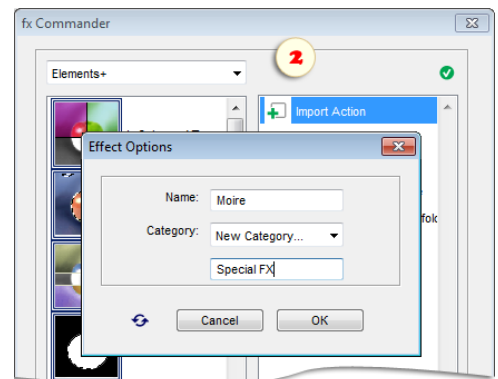 fx Commander
2
Elements+
Import Action
Effect Options
Name: Moire
Category: New Category...
Special FX
Cancel OK